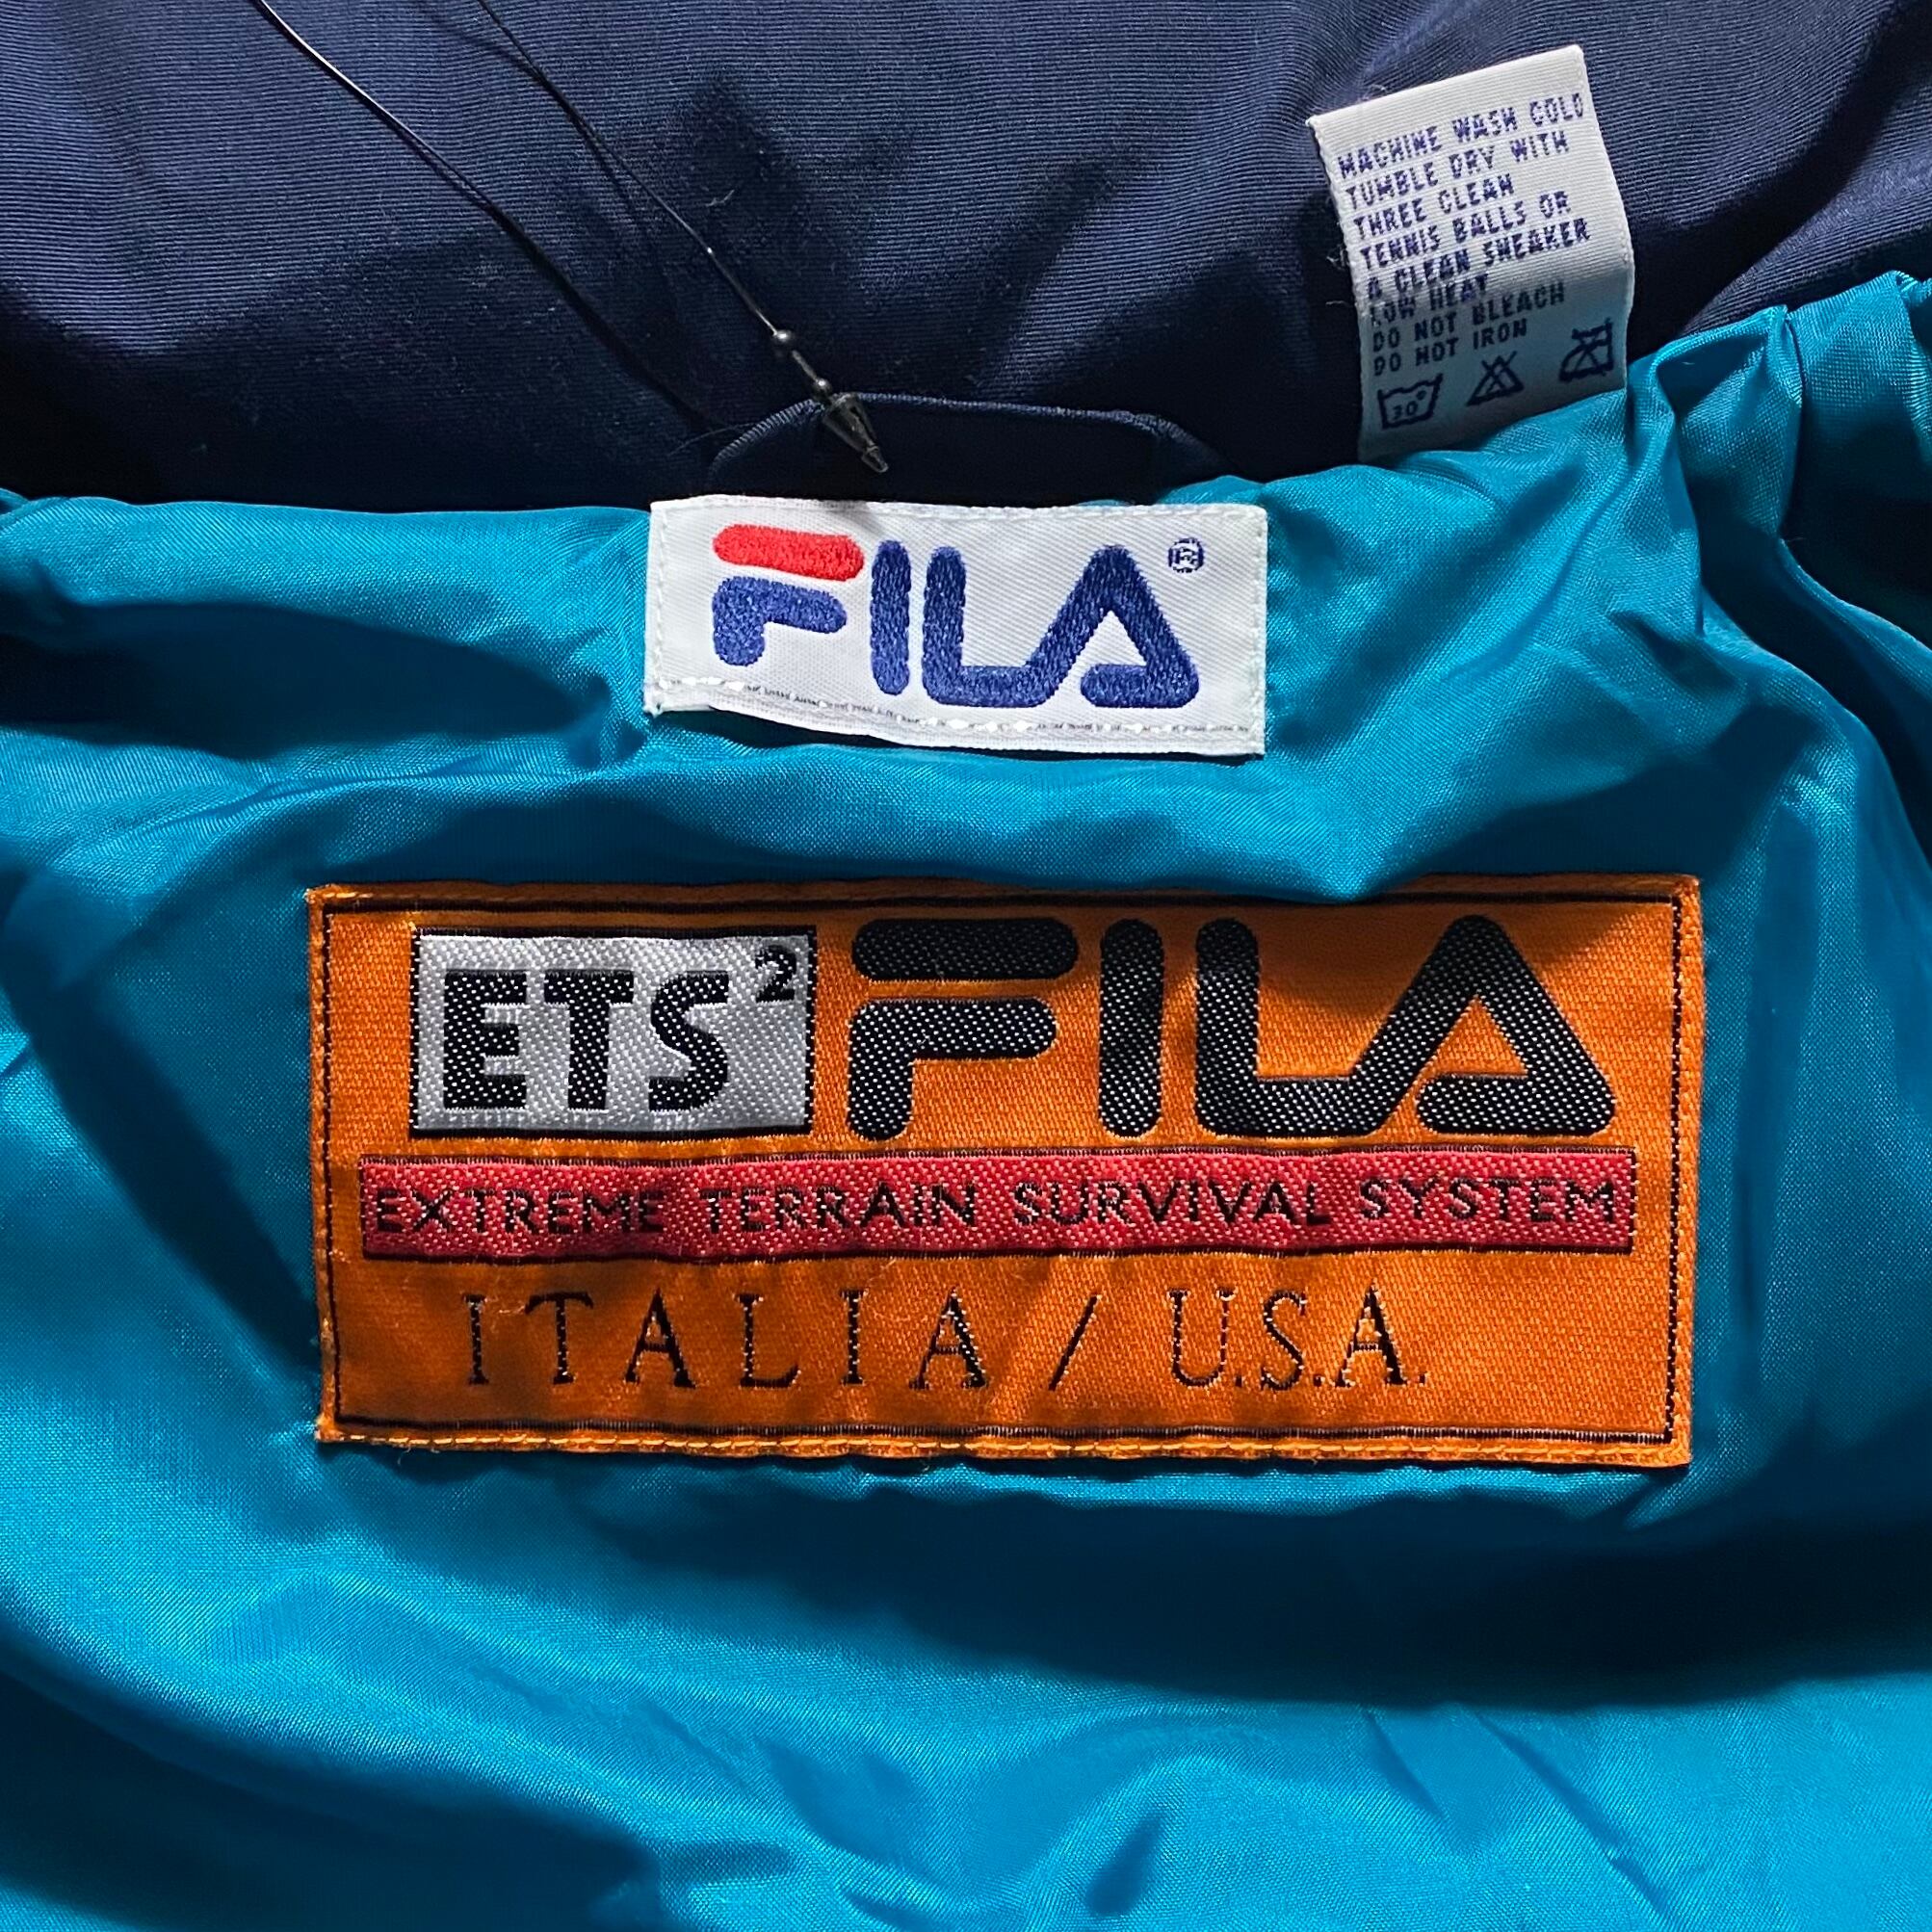 MACHINE WASH COLD
TUMBLE DRY WITH
THREE CLEAN
TENNIS BALLS OR
A CLEAN SNEAKER
LOW HEAT
DO NOT BLEACH
DO NOT IRON
30°
FILA®
ETS² FILA
EXTREME TERRAIN SURVIVAL SYSTEM
ITALIA / U.S.A.